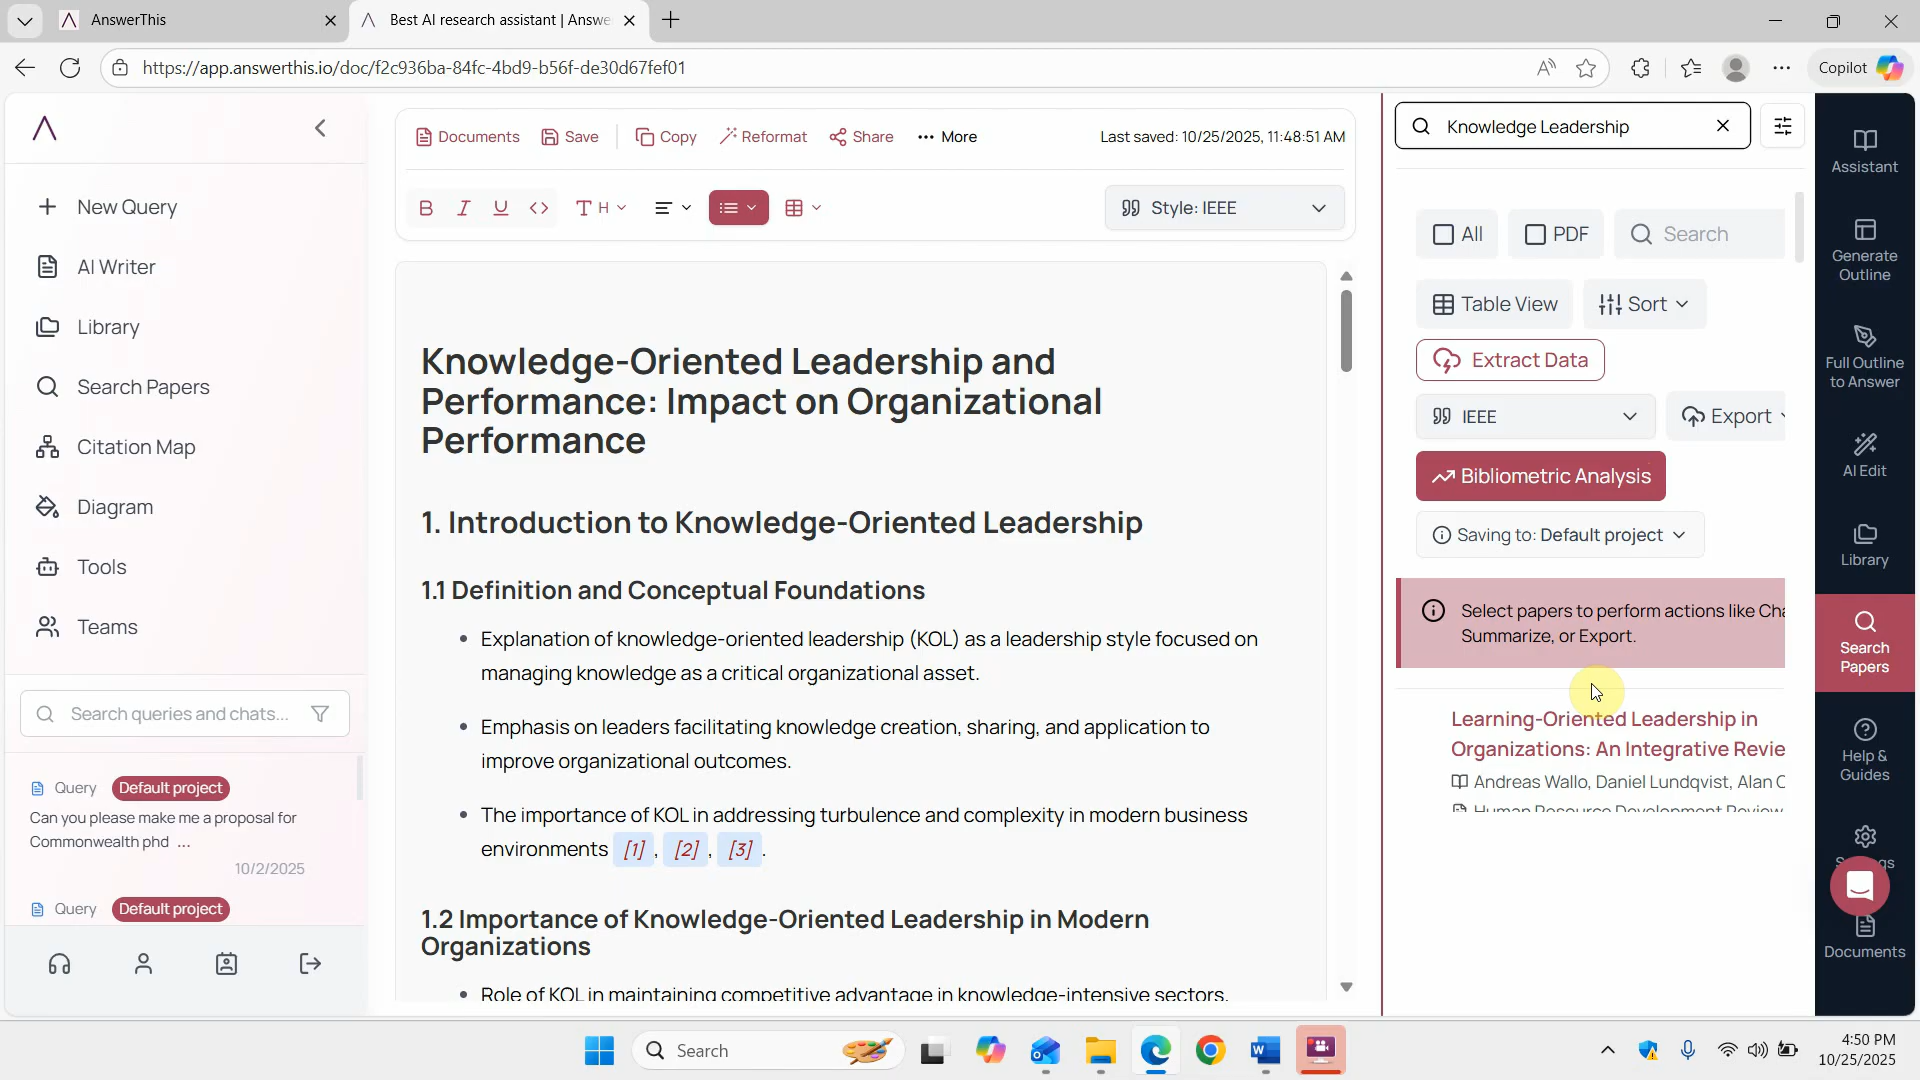 AnswerThis
Best AI research assistant | Answe
https://app.answerthis.io/doc/f2c936ba-84fc-4bd9-b56f-de30d67fef01
Copilot
New Query
AI Writer
Library
Search Papers
Citation Map
Diagram
Tools
Teams
Search queries and chats...
Query Default project
Can you please make me a proposal for
Commonwealth phd ...
10/2/2025
Query Default project
Documents Save Copy Reformat Share More Last saved: 10/25/2025, 11:48:51 AM
B I U H Style: IEEE
Knowledge-Oriented Leadership and
Performance: Impact on Organizational
Performance
1. Introduction to Knowledge-Oriented Leadership
1.1 Definition and Conceptual Foundations
• Explanation of knowledge-oriented leadership (KOL) as a leadership style focused on
managing knowledge as a critical organizational asset.
• Emphasis on leaders facilitating knowledge creation, sharing, and application to
improve organizational outcomes.
• The importance of KOL in addressing turbulence and complexity in modern business
environments [1], [2], [3].
1.2 Importance of Knowledge-Oriented Leadership in Modern
Organizations
• Role of KOL in maintaining competitive advantage in knowledge-intensive sectors.
Knowledge Leadership
All PDF Search
Table View Sort
Extract Data
IEEE Export
Bibliometric Analysis
Saving to: Default project
Select papers to perform actions like Cha
Summarize, or Export.
Learning-Oriented Leadership in
Organizations: An Integrative Revie
Andreas Wallo, Daniel Lundqvist, Alan C
Human Resource Development Review
Assistant
Generate
Outline
Full Outline
to Answer
AI Edit
Library
Search
Papers
Help &
Guides
Documents
Search
4:50 PM
10/25/2025